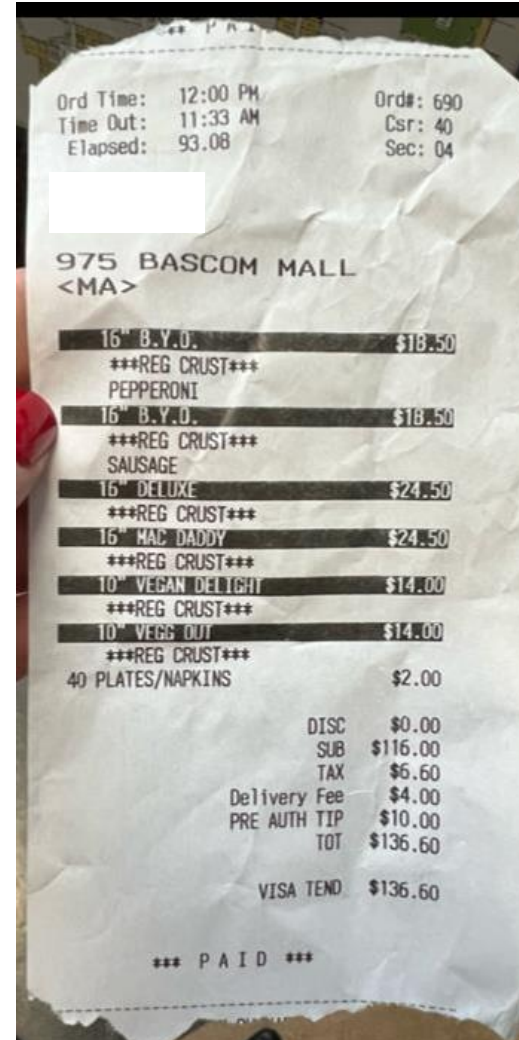 ** P A I
Ord Time: 12:00 PM Ord#: 690
Time Out: 11:33 AM Csr: 40
Elapsed: 93.08 Sec: 04
975 BASCOM MALL
<MA>
16" B.Y.O. $18.50
***REG CRUST***
PEPPERONI
16" B.Y.O. $18.50
***REG CRUST***
SAUSAGE
16" DELUXE $24.50
***REG CRUST***
16" MAC DADDY $24.50
***REG CRUST***
10" VEGAN DELIGHT $14.00
***REG CRUST***
10" VEGG OUT $14.00
***REG CRUST***
40 PLATES/NAPKINS $2.00
DISC $0.00
SUB $116.00
TAX $6.60
Delivery Fee $4.00
PRE AUTH TIP $10.00
TOT $136.60
VISA TEND $136.60
*** P A I D ***